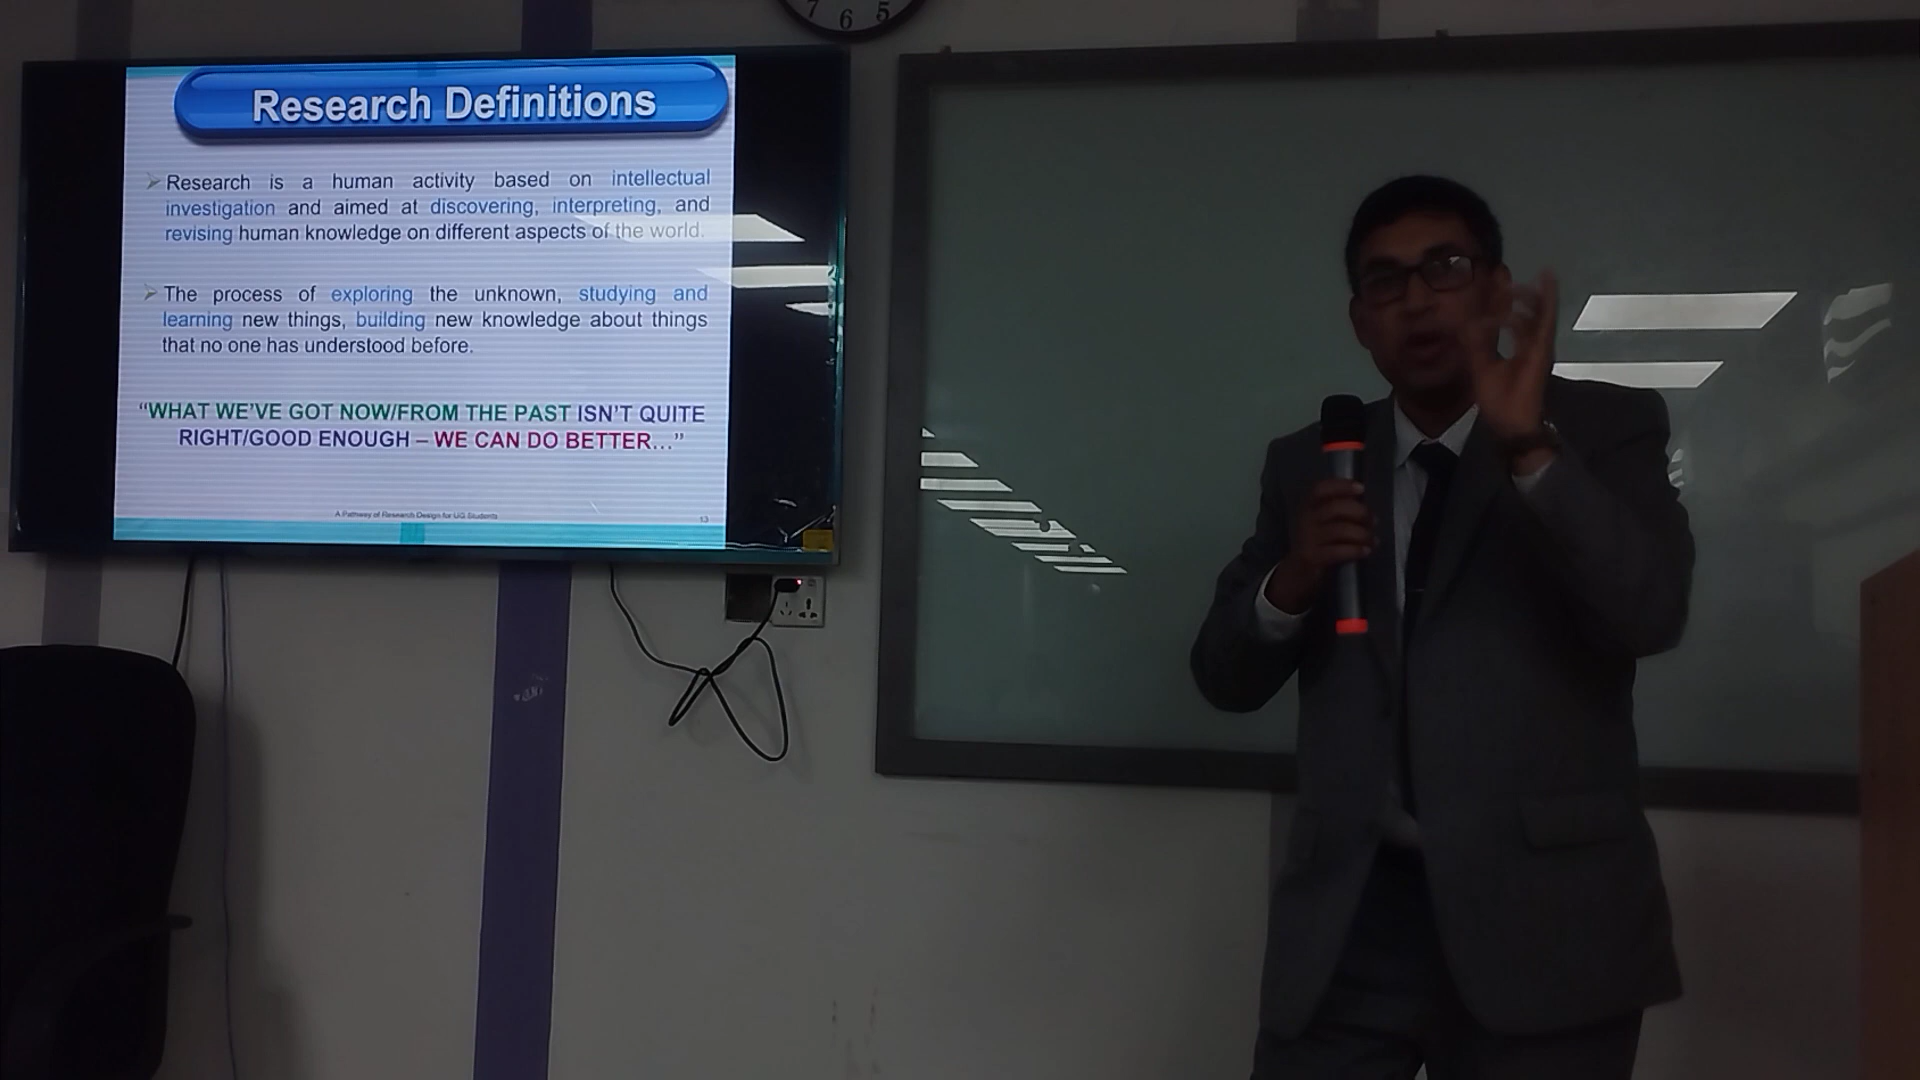 7 6 5
Research Definitions
Research is a human activity based on intellectual
investigation and aimed at discovering, interpreting, and
revising human knowledge on different aspects of the world.
The process of exploring the unknown, studying and
learning new things, building new knowledge about things
that no one has understood before.
“WHAT WE’VE GOT NOW/FROM THE PAST ISN’T QUITE
RIGHT/GOOD ENOUGH – WE CAN DO BETTER…”
A Pathway of Research Design for UG Students
13